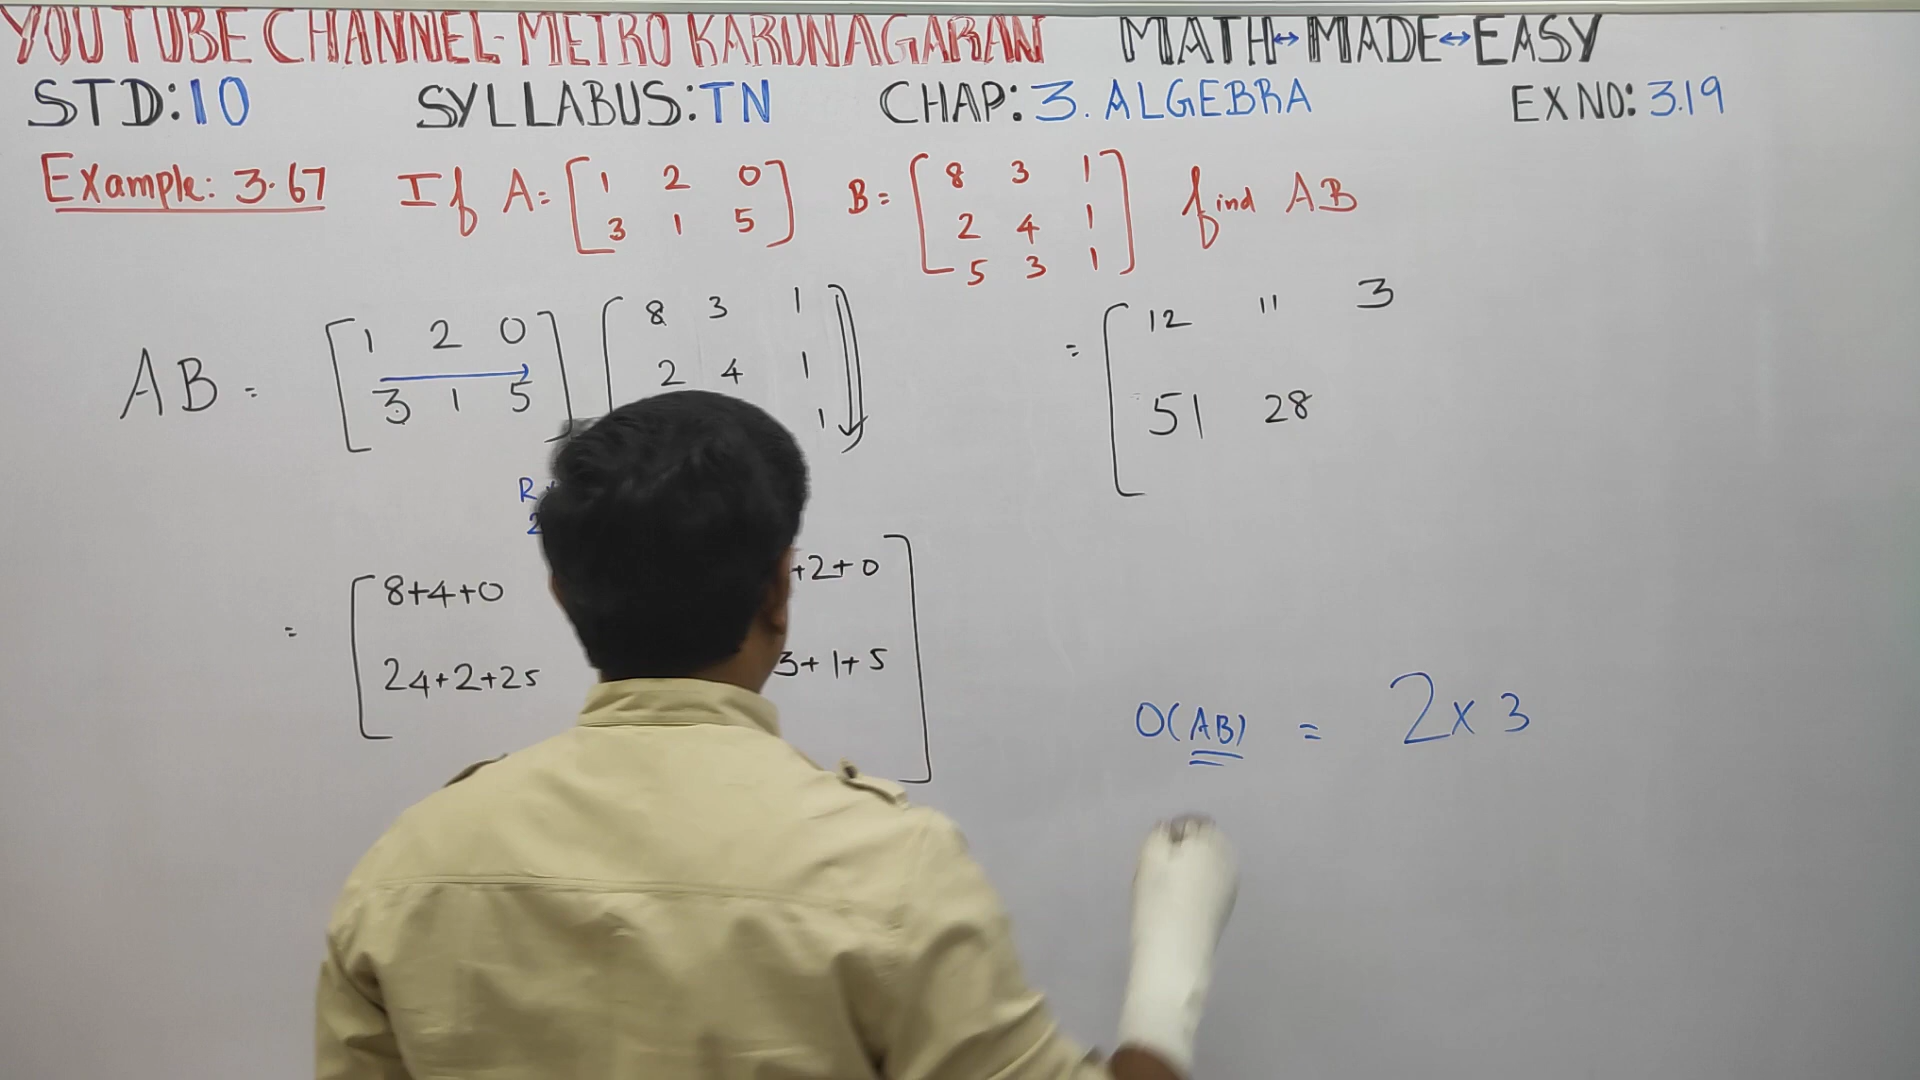 YOUTUBE CHANNEL-METRO KARUNAGARAN MATH↔MADE↔EASY
STD:10 SYLLABUS:TN CHAP:3.ALGEBRA EX NO:3.19
Example: 3.67 If A= [ 1 2 0 B= [ 8 3 1 find AB
3 1 5 ] 2 4 1
5 3 1 ]
AB = [ 1 2 0 [ 8 3 1 = [ 12 11 3
3 1 5 ] 2 4 1 51 28
1 ]
R
2
= [ 8+4+0 +2+0
24+2+25 3+1+5 ]
O(AB) = 2x3